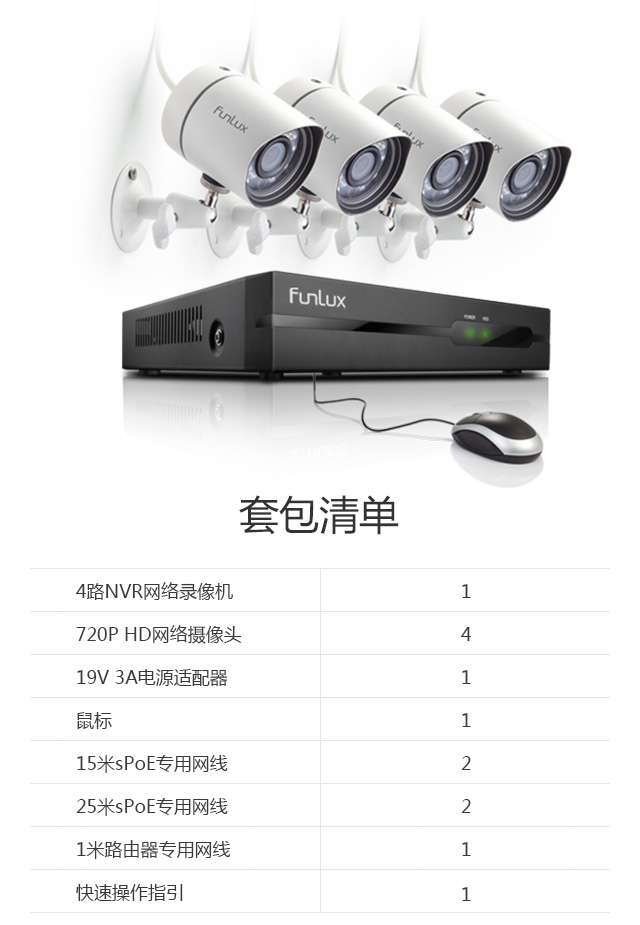 Funlux
Funlux
POWER HDD
套包清单
4路NVR网络录像机 1
720P HD网络摄像头 4
19V 3A电源适配器 1
鼠标 1
15米sPoE专用网线 2
25米sPoE专用网线 2
1米路由器专用网线 1
快速操作指引 1